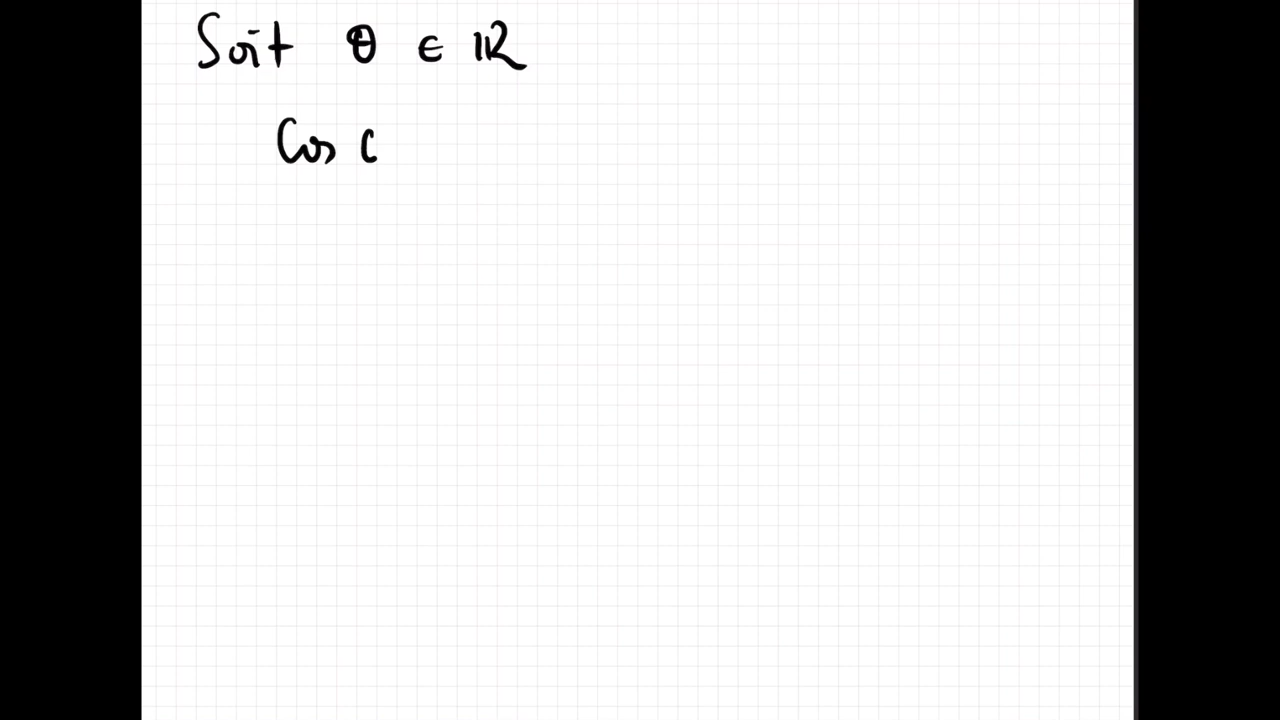 Soit θ ∈ ℝ
Cos